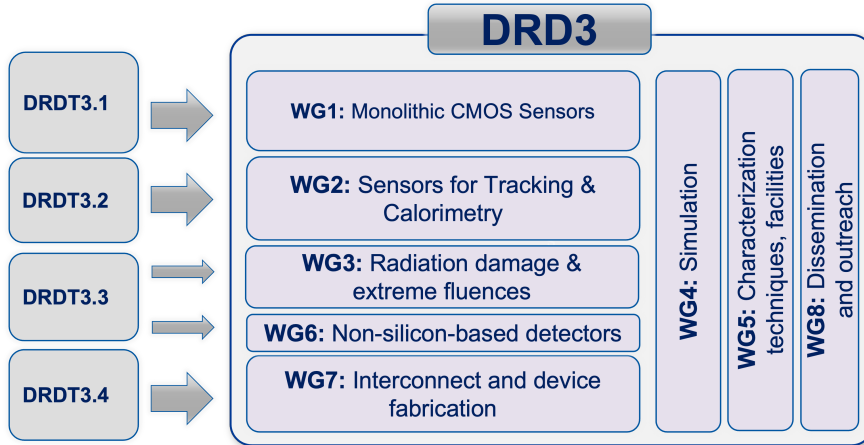 DRD3
DRDT3.1
DRDT3.2
DRDT3.3
DRDT3.4
WG1: Monolithic CMOS Sensors
WG2: Sensors for Tracking &
Calorimetry
WG3: Radiation damage &
extreme fluences
WG6: Non-silicon-based detectors
WG7: Interconnect and device
fabrication
WG4: Simulation
WG5: Characterization
techniques, facilities
WG8: Dissemination
and outreach